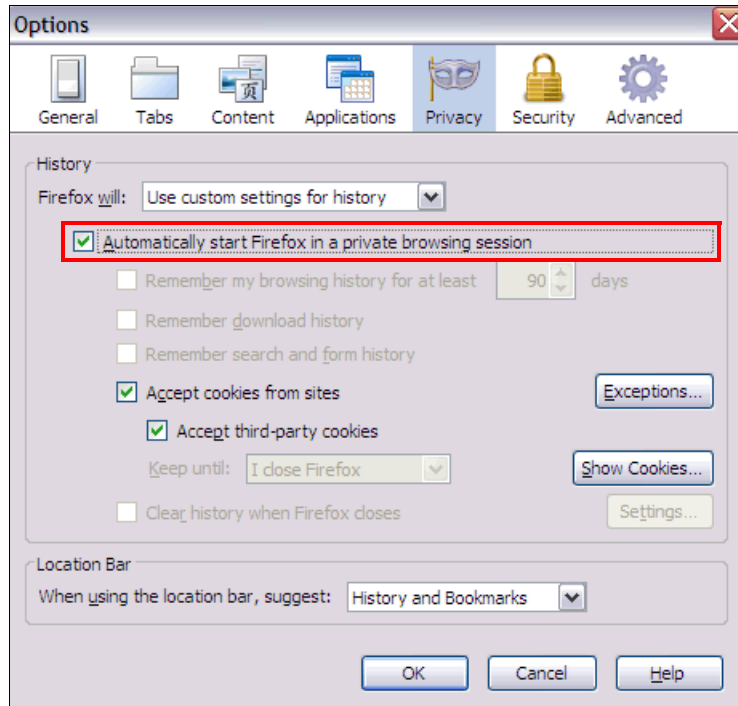 Options
General Tabs Content Applications Privacy Security Advanced
页
History
Firefox will: Use custom settings for history
Automatically start Firefox in a private browsing session
Remember my browsing history for at least 90 days
Remember download history
Remember search and form history
Accept cookies from sites Exceptions...
Accept third-party cookies
Keep until: I close Firefox Show Cookies...
Clear history when Firefox closes Settings...
Location Bar
When using the location bar, suggest: History and Bookmarks
OK Cancel Help